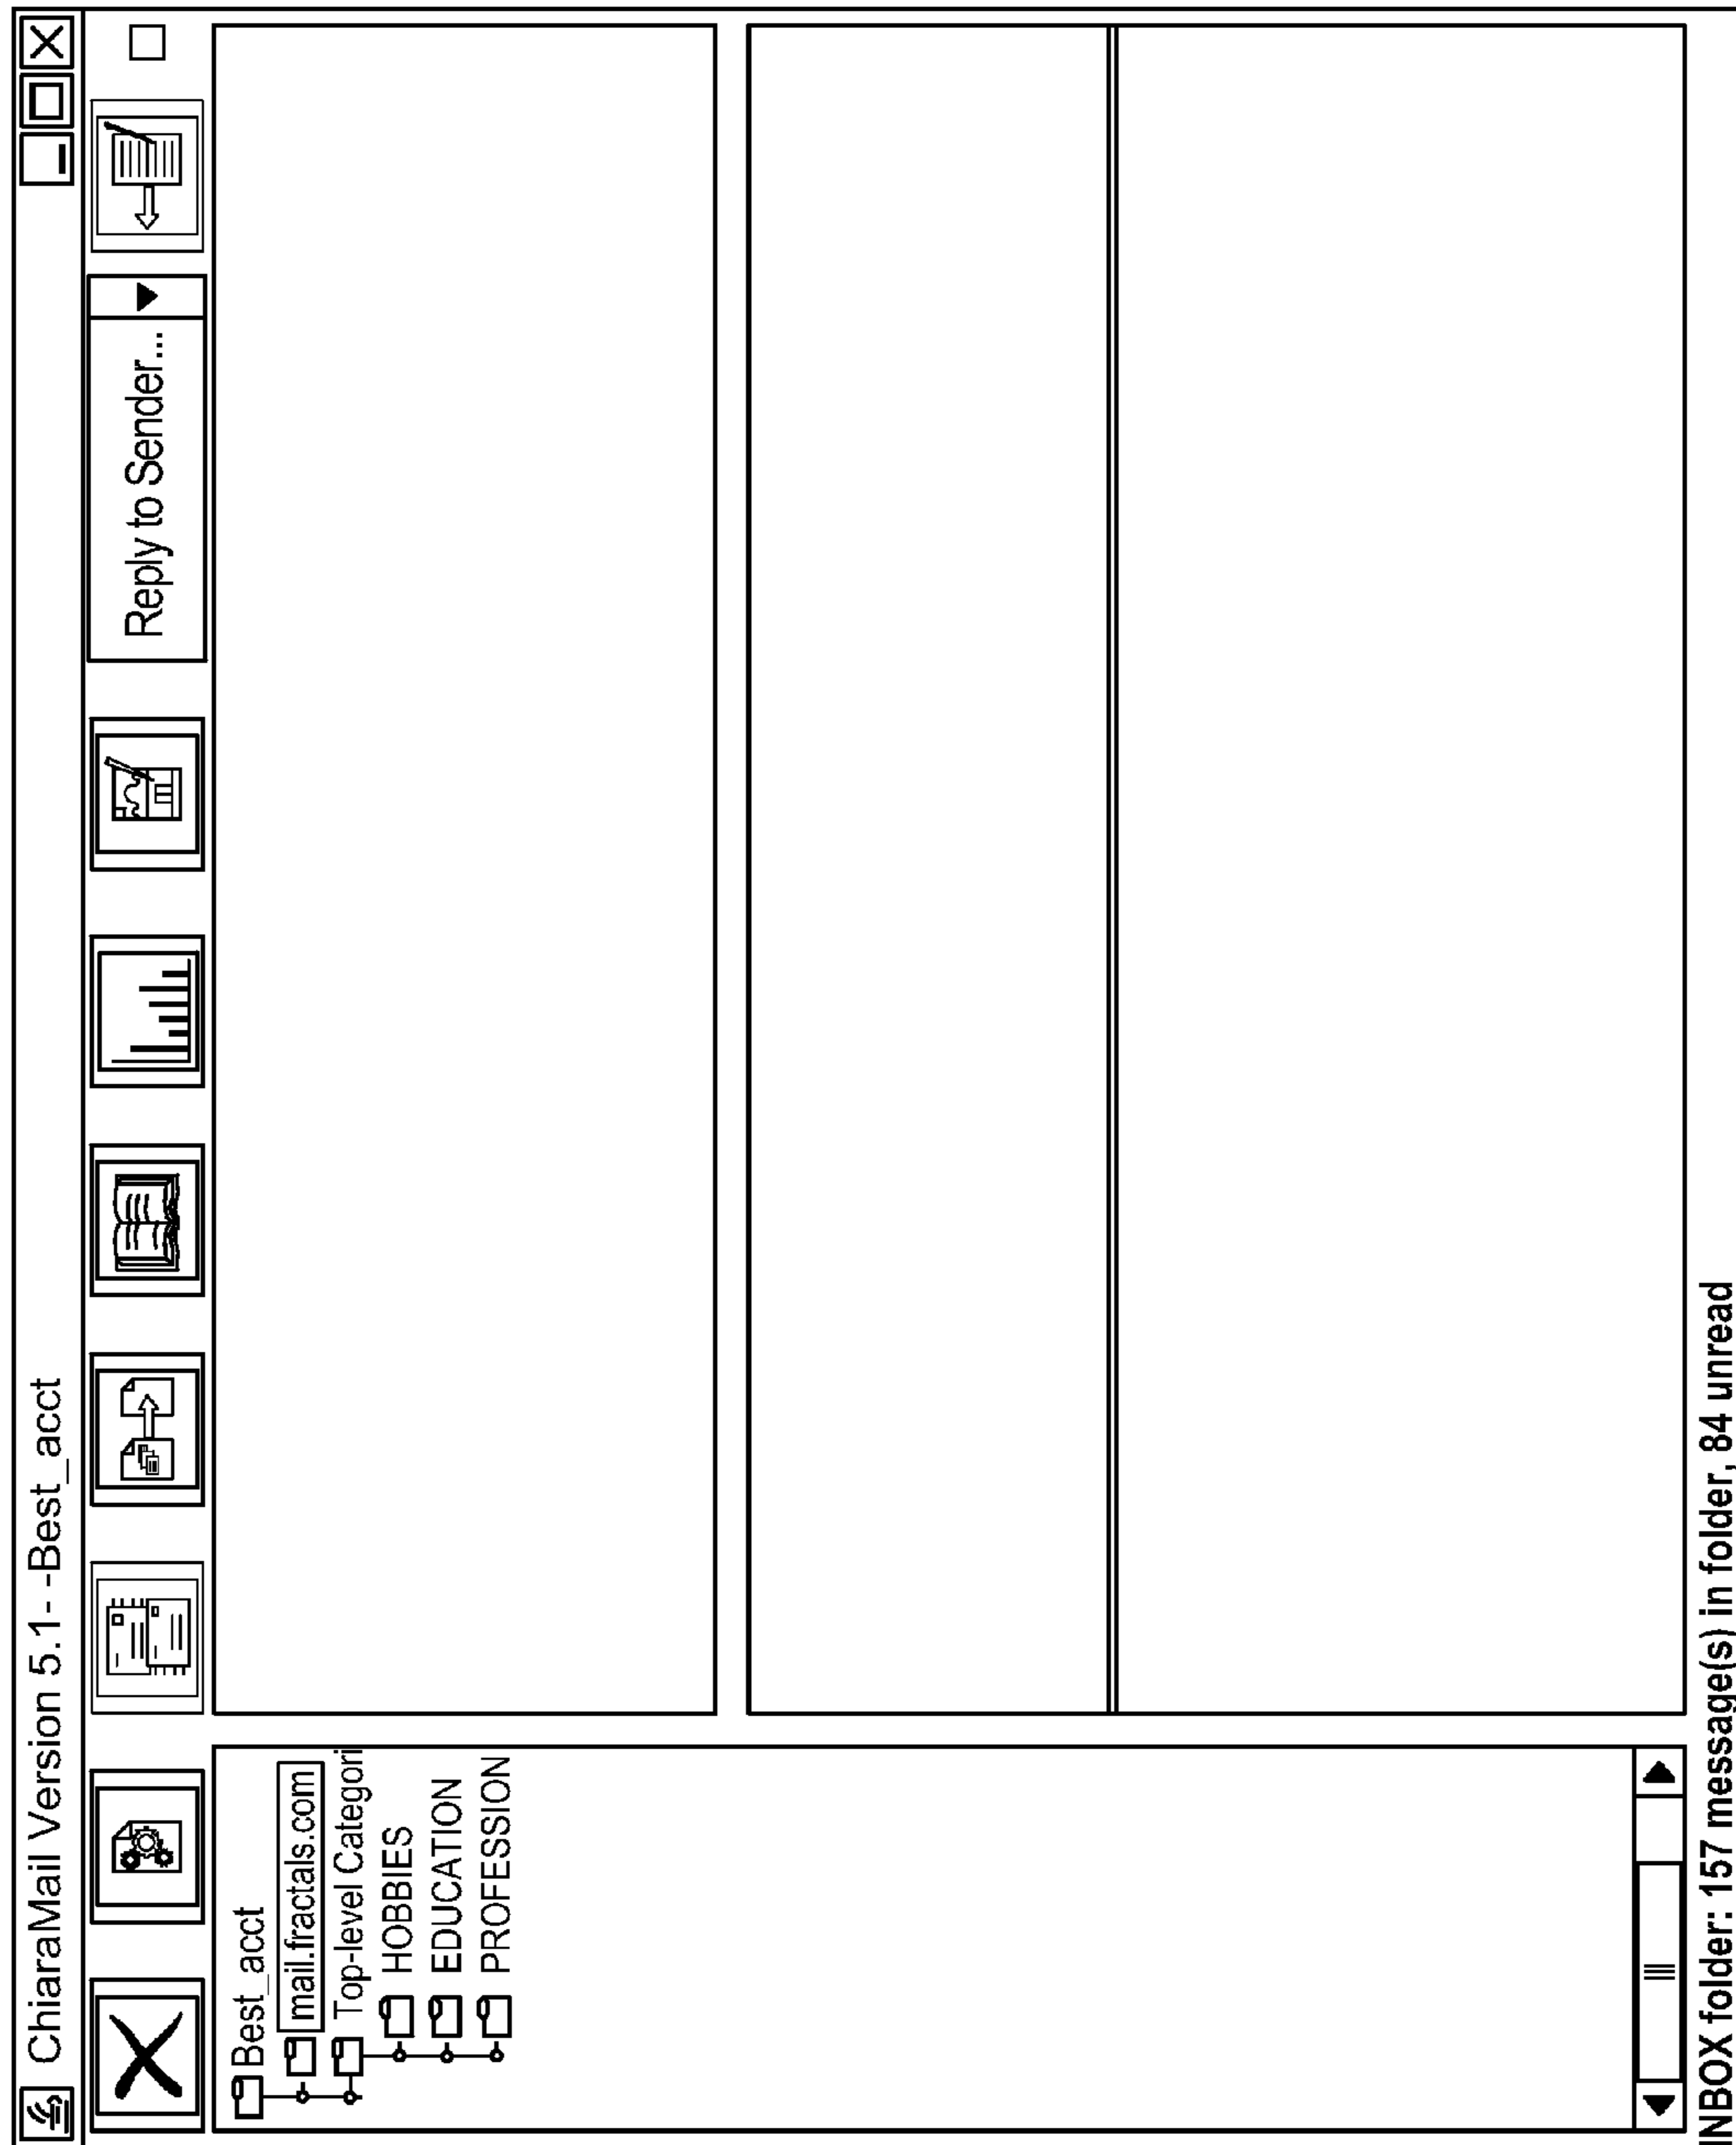 ChiaraMail Version 5.1- -Best_acct
Reply to Sender...
Best_acct
mail.fractals.com
Top-level Categori
HOBBIES
EDUCATION
PROFESSION
INBOX folder: 157 message(s) in folder, 84 unread